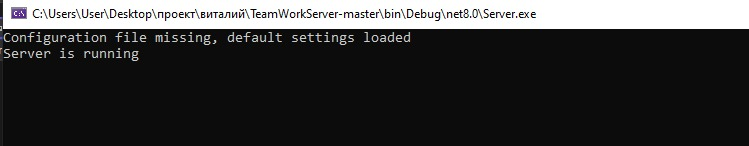 C:\Users\User\Desktop\проект\виталий\TeamWorkServer-master\bin\Debug\net8.0\Server.exe
Configuration file missing, default settings loaded
Server is running